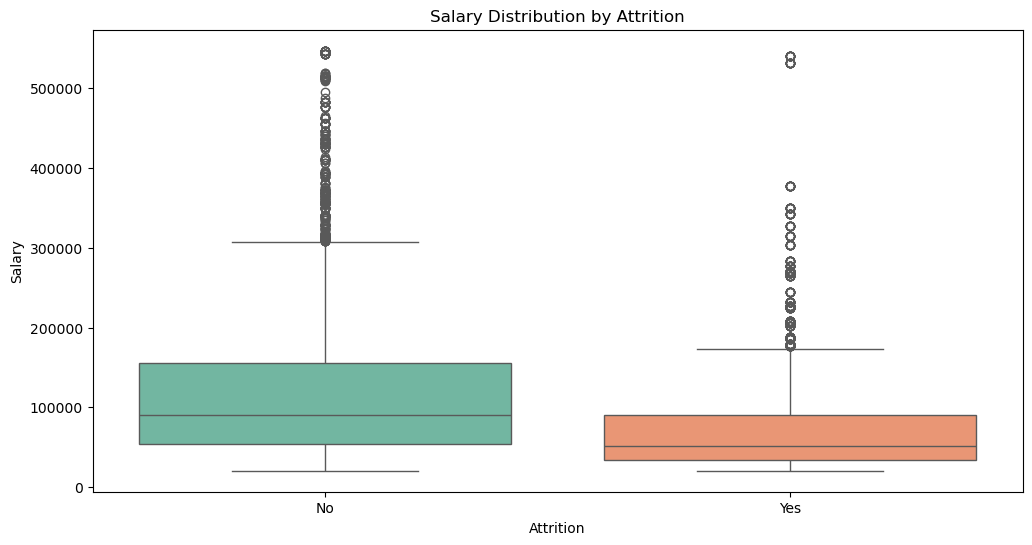 Salary Distribution by Attrition
500000
400000
300000
200000
100000
0
Salary
No
Yes
Attrition